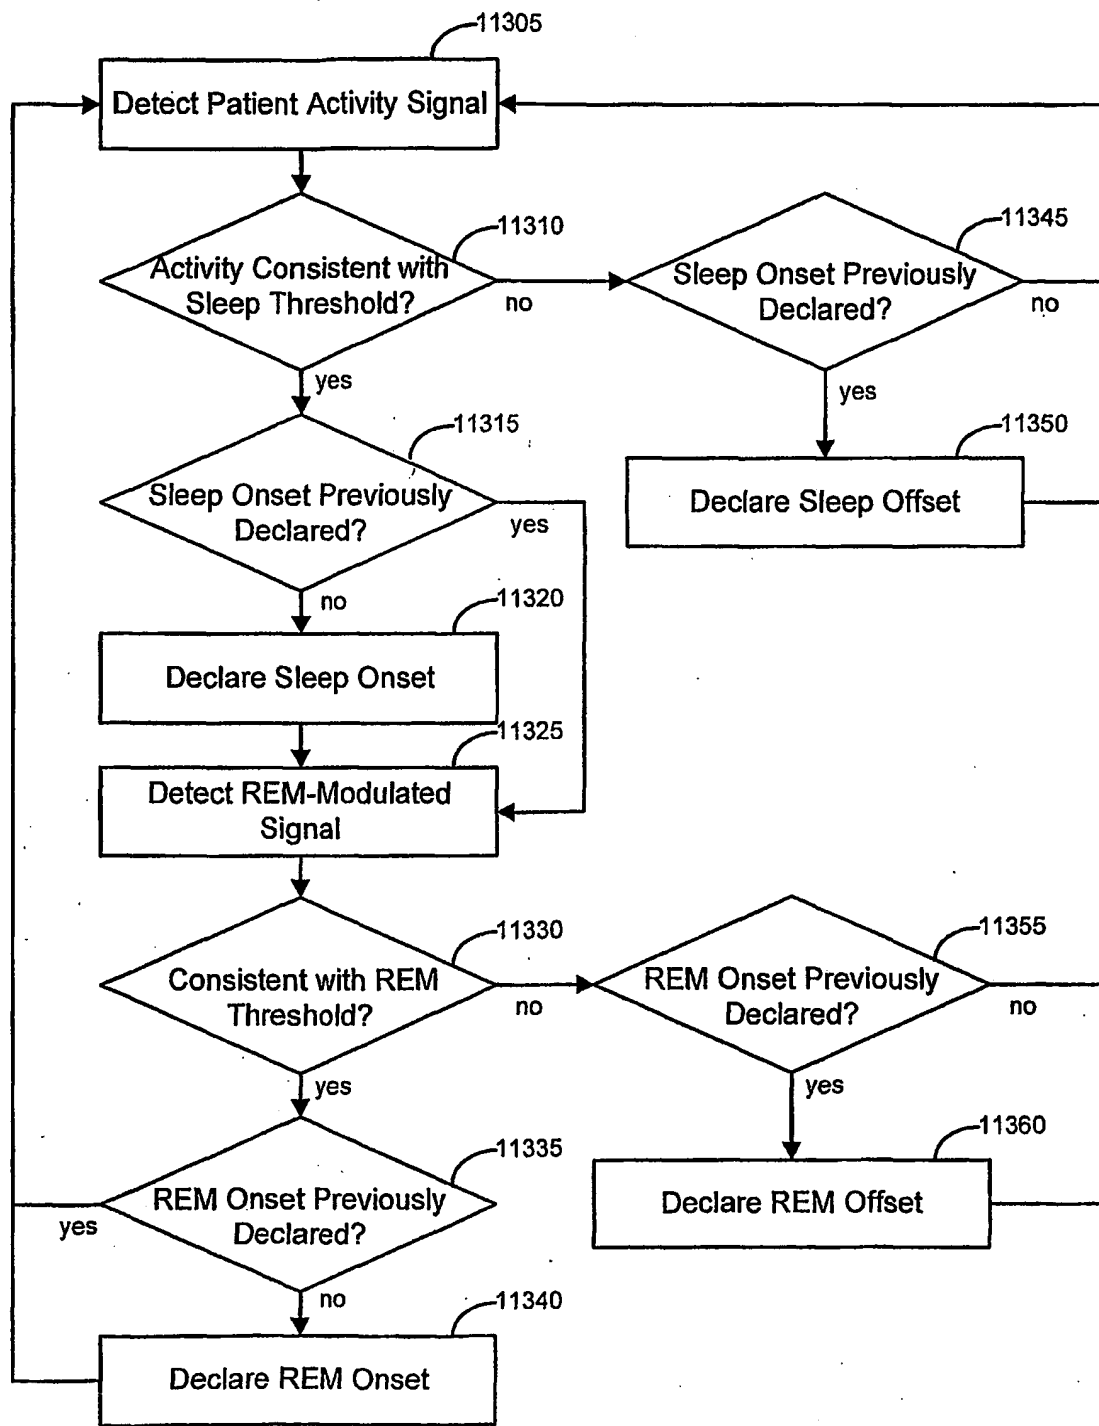 11305
Detect Patient Activity Signal
11310
Activity Consistent with
Sleep Threshold?
no
yes
11345
Sleep Onset Previously
Declared?
no
yes
11350
Declare Sleep Offset
11315
Sleep Onset Previously
Declared?
yes
no
11320
Declare Sleep Onset
11325
Detect REM-Modulated
Signal
11330
Consistent with REM
Threshold?
no
yes
11355
REM Onset Previously
Declared?
no
yes
11360
Declare REM Offset
11335
REM Onset Previously
Declared?
yes
no
11340
Declare REM Onset